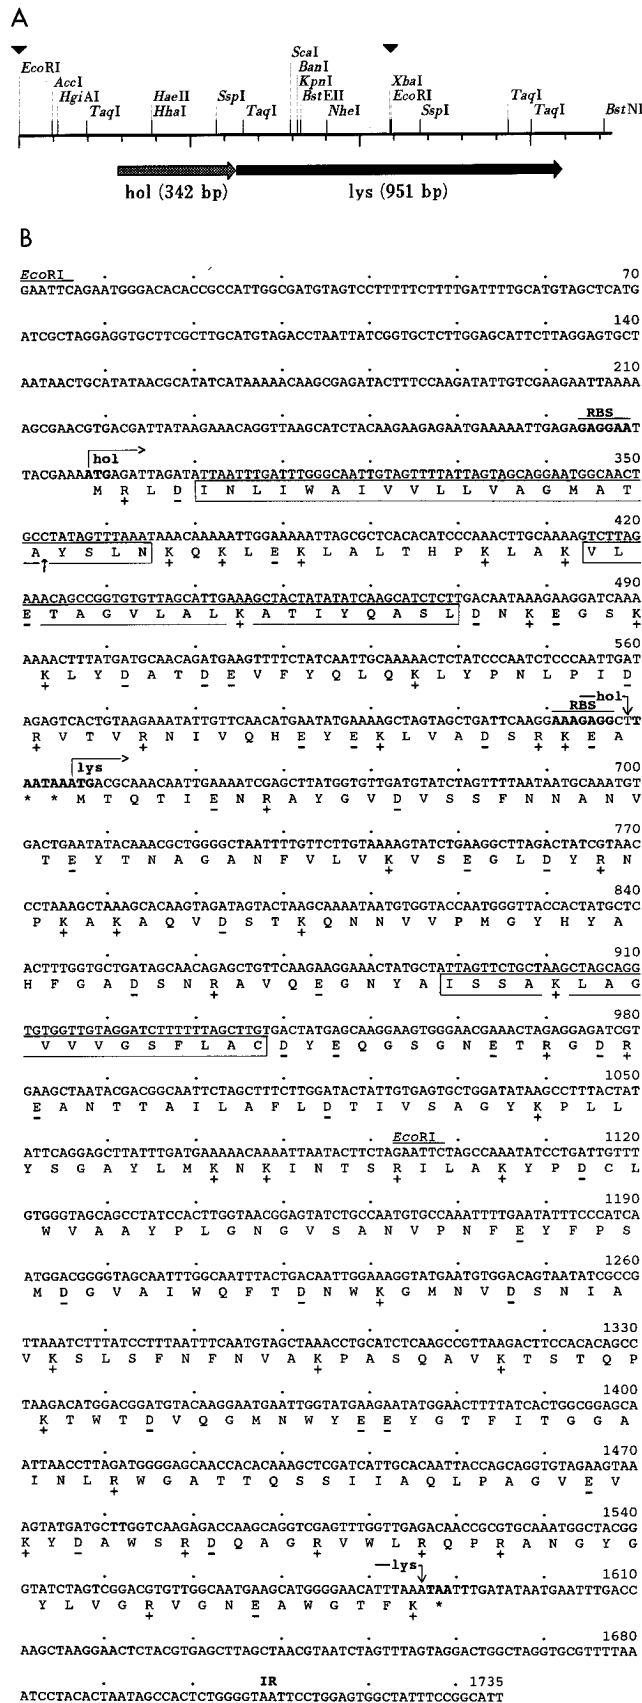 A
ScaI
EcoRI BanI XbaI
AccI KpnI EcoRI
HgiAI HaeII SspI BstEII SspI TaqI BstNI
TaqI HhaI TaqI NheI TaqI
hol (342 bp) lys (951 bp)
B
EcoRI 70
GAATTCAGAATGGGACACACCGCCATTGGCGATGTAGTCCTTTTTCTTTTGATTTTGCATGTAGCTCATG
140
ATCGCTAGGAGGTGCTTCGCTTGCATGTAGACCTAATTATCGGTGCTCTTGGAGCATTCTTAGGAGTGCT
210
AATAACTGCATATAACGCATATCATAAAAACAAGCGAGATACTTTCCAAGATATTGTCGAAGAATTAAAA
RBS
AGCGAACGTGACGATTATAAGAAACAGGTTAAGCATCTACAAGAAGAGAATGAAAAATTGAGAGAGGAAT
hol 350
TACGAAAATGAGATTAGATATTAATTTGATTTGGGCAATTGTAGTTTTATTAGTAGCAGGAATGGCAACT
M R L D I N L I W A I V V L L V A G M A T
420
GCCTATAGTTTAAATAAACAAAAATTGGAAAAATTAGCGCTCACACATCCCAAACTTGCAAAAGTCTTAG
A Y S L N K Q K L E K L A L T H P K L A K V L
490
AAACAGCCGGTGTGTTAGCATTGAAAGCTACTATATATCAAGCATCTCTTGACAATAAAGAAGGATCAAA
E T A G V L A L K A T I Y Q A S L D N K E G S K
560
AAAACTTTATGATGCAACAGATGAAGTTTTCTATCAATTGCAAAAACTCTATCCCAATCTCCCAATTGAT
K L Y D A T D E V F Y Q L Q K L Y P N L P I D
hol
RBS
AGAGTCACTGTAAGAAATATTGTTCAACATGAATATGAAAAGCTAGTAGCTGATTCAAGGAAAGAGGCTT
R V T V R N I V Q H E Y E K L V A D S R K E A
lys 700
AATAAATGACGCAAACAATTGAAAATCGAGCTTATGGTGTTGATGTATCTAGTTTTAATAATGCAAATGT
* * M T Q T I E N R A Y G V D V S S F N N A N V
770
GACTGAATATACAAACGCTGGGGCTAATTTTGTTCTTGTAAAAGTATCTGAAGGCTTAGACTATCGTAAC
T E Y T N A G A N F V L V K V S E G L D Y R N
840
CCTAAAGCTAAAGCACAAGTAGATAGTACTAAGCAAAATAATGTGGTACCAATGGGTTACCACTATGCTC
P K A K A Q V D S T K Q N N V V P M G Y H Y A
910
ACTTTGGTGCTGATAGCAACAGAGCTGTTCAAGAAGGAAACTATGCTATTAGTTCTGCTAAGCTAGCAGG
H F G A D S N R A V Q E G N Y A I S S A K L A G
980
TGTGGTTGTAGGATCTTTTTTAGCTTGTGACTATGAGCAAGGAAGTGGGAACGAAACTAGAGGAGATCGT
V V V G S F L A C D Y E Q G S G N E T R G D R
1050
GAAGCTAATACGACGGCAATTCTAGCTTTCTTGGATACTATTGTGAGTGCTGGATATAAGCCTTTACTAT
E A N T T A I L A F L D T I V S A G Y K P L L
EcoRI 1120
ATTCAGGAGCTTATTTGATGAAAAACAAAATTAATACTTCTAGAATTCTAGCCAAATATCCTGATTGTTT
Y S G A Y L M K N K I N T S R I L A K Y P D C L
1190
GTGGGTAGCAGCCTATCCACTTGGTAACGGAGTATCTGCCAATGTGCCAAATTTTGAATATTTCCCATCA
W V A A Y P L G N G V S A N V P N F E Y F P S
1260
ATGGACGGGGTAGCAATTTGGCAATTTACTGACAATTGGAAAGGTATGAATGTGGACAGTAATATCGCCG
M D G V A I W Q F T D N W K G M N V D S N I A
1330
TTAAATCTTTATCCTTTAATTTCAATGTAGCTAAACCTGCATCTCAAGCCGTTAAGACTTCCACACAGCC
V K S L S F N F N V A K P A S Q A V K T S T Q P
1400
TAAGACATGGACGGATGTACAAGGAATGAATTGGTATGAAGAATATGGAACTTTTATCACTGGCGGAGCA
K T W T D V Q G M N W Y E E Y G T F I T G G A
1470
ATTAACCTTAGATGGGGAGCAACCACACAAAGCTCGATCATTGCACAATTACCAGCAGGTGTAGAAGTAA
I N L R W G A T T Q S S I I A Q L P A G V E V
1540
AGTATGATGCTTGGTCAAGAGACCAAGCAGGTCGAGTTTGGTTGAGACAACCGCGTGCAAATGGCTACGG
K Y D A W S R D Q A G R V W L R Q P R A N G Y G
lys 1610
GTATCTAGTCGGACGTGTTGGCAATGAAGCATGGGGAACATTTAAATAATTTGATATAATGAATTTGACC
Y L V G R V G N E A W G T F K *
1680
AAGCTAAGGAACTCTACGTGAGCTTAGCTAACGTAATCTAGTTTAGTAGGACTGGCTAGGTGCGTTTTAA
IR 1735
ATCCTACACTAATAGCCACTCTGGGGTAATTCCTGGAGTGGCTATTTCCGGCATT